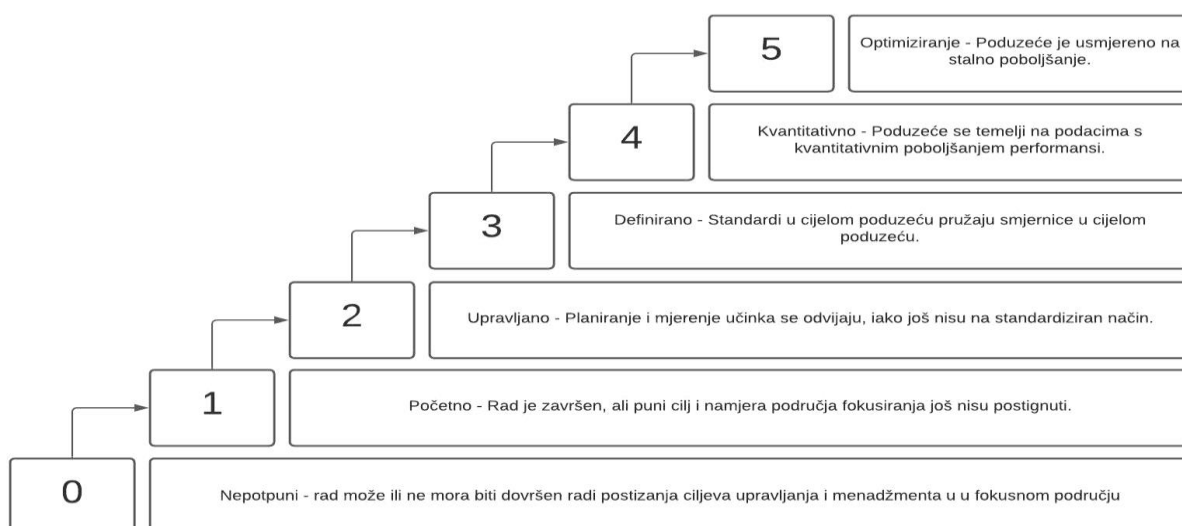 5
Optimiziranje - Poduzeće je usmjereno na
stalno poboljšanje.
4
Kvantitativno - Poduzeće se temelji na podacima s
kvantitativnim poboljšanjem performansi.
3
Definirano - Standardi u cijelom poduzeću pružaju smjernice u cijelom
poduzeću.
2
Upravljano - Planiranje i mjerenje učinka se odvijaju, iako još nisu na standardiziran način.
1
Početno - Rad je završen, ali puni cilj i namjera područja fokusiranja još nisu postignuti.
0
Nepotpuni - rad može ili ne mora biti dovršen radi postizanja ciljeva upravljanja i menadžmenta u u fokusnom području